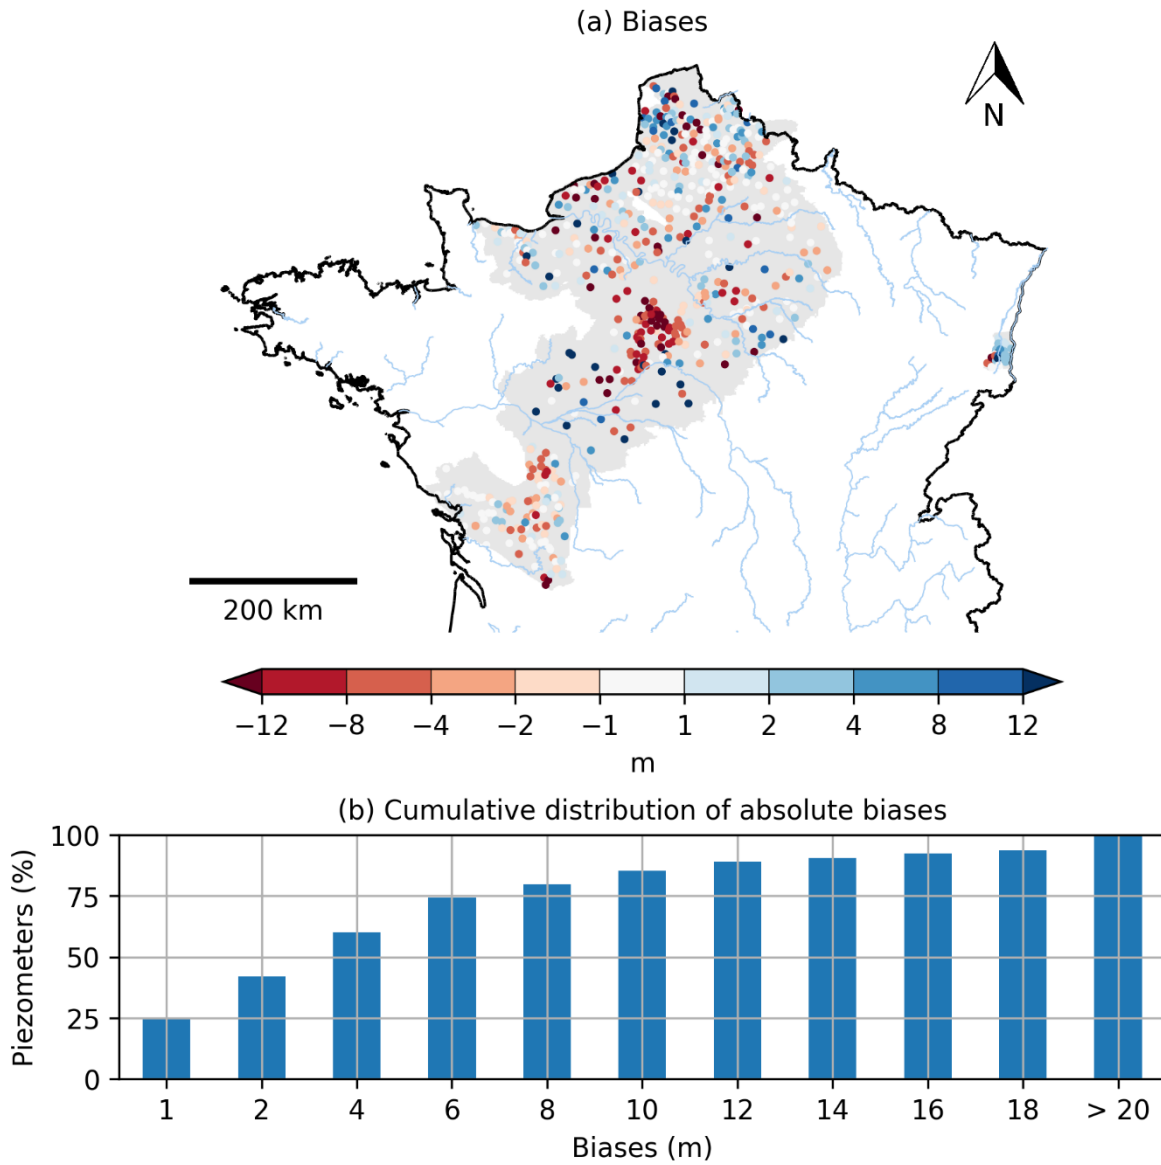 (a) Biases
N
200 km
−12 −8 −4 −2 −1 1 2 4 8 12
m
(b) Cumulative distribution of absolute biases
100
75
50
25
0
Piezometers (%)
1 2 4 6 8 10 12 14 16 18 > 20
Biases (m)